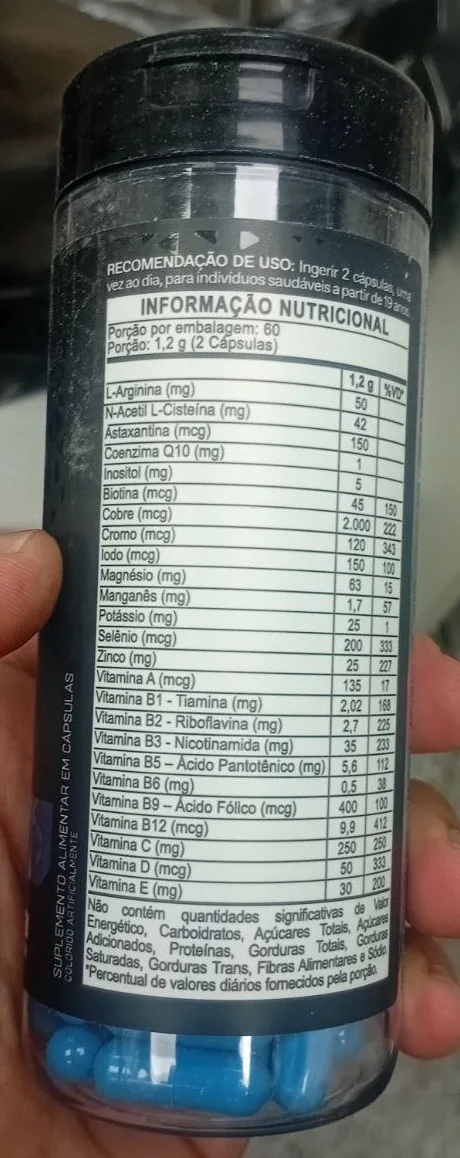 RECOMENDAÇÃO DE USO: Ingerir 2 cápsulas, uma
vez ao dia, para indivíduos saudáveis a partir de 19 anos.
INFORMAÇÃO NUTRICIONAL
Porção por embalagem: 60
Porção: 1,2 g (2 Cápsulas)
1,2 g %VD*
L-Arginina (mg) 50
N-Acetil L-Cisteína (mg) 42
Astaxantina (mcg) 150
Coenzima Q10 (mg) 1
Inositol (mg) 5
Biotina (mcg) 45 150
Cobre (mcg) 2.000 222
Cromo (mcg) 120 343
Iodo (mcg) 150 100
Magnésio (mg) 63 15
Manganês (mg) 1,7 57
Potássio (mg) 25 1
Selênio (mcg) 200 333
Zinco (mg) 25 227
Vitamina A (mcg) 135 17
Vitamina B1 - Tiamina (mg) 2,02 168
Vitamina B2 - Riboflavina (mg) 2,7 225
Vitamina B3 - Nicotinamida (mg) 35 233
Vitamina B5 – Ácido Pantotênico (mg) 5,6 112
Vitamina B6 (mg) 0,5 38
Vitamina B9 – Ácido Fólico (mcg) 400 100
Vitamina B12 (mcg) 9,9 412
Vitamina C (mg) 250 250
Vitamina D (mcg) 50 333
Vitamina E (mg) 30 200
Não contém quantidades significativas de Valor
Energético, Carboidratos, Açúcares Totais, Açúcares
Adicionados, Proteínas, Gorduras Totais, Gorduras
Saturadas, Gorduras Trans, Fibras Alimentares e Sódio.
*Percentual de valores diários fornecidos pela porção.
SUPLEMENTO ALIMENTAR EM CÁPSULAS
COLORIDO ARTIFICIALMENTE